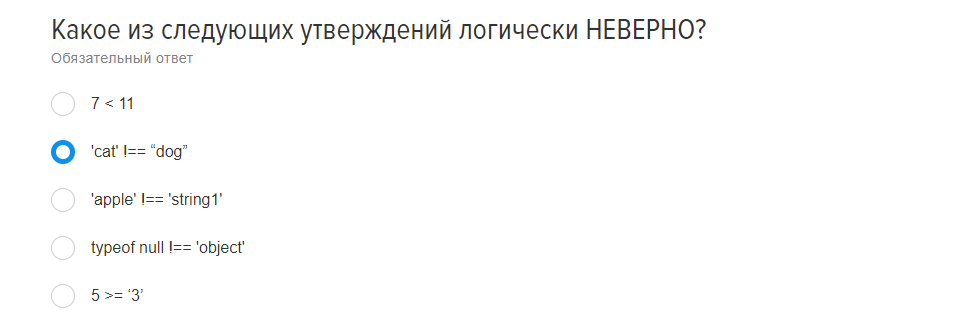 Какое из следующих утверждений логически НЕВЕРНО?
Обязательный ответ
7 < 11
'cat' !== “dog”
'apple' !== 'string1'
typeof null !== 'object'
5 >= ‘3’